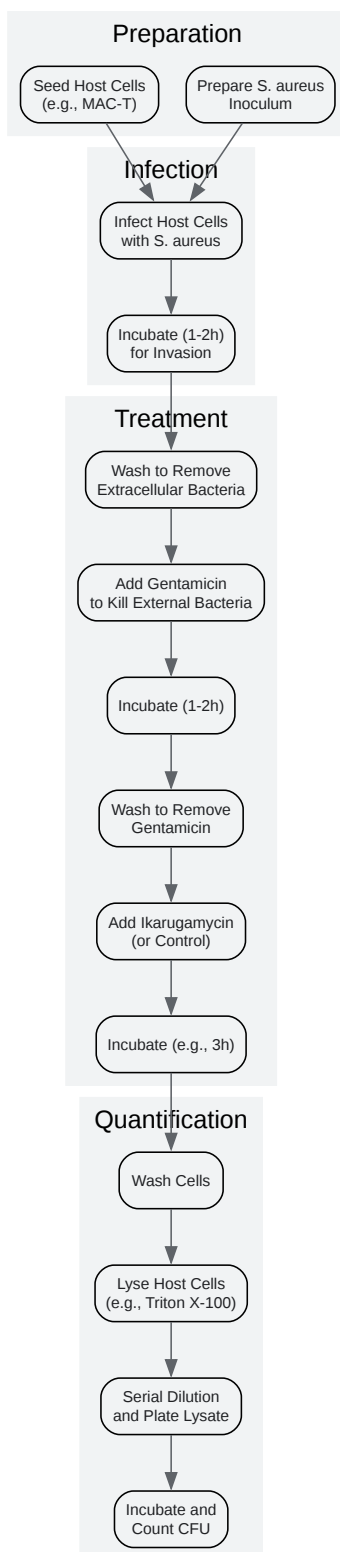 Preparation
Seed Host Cells
(e.g., MAC-T)
Prepare S. aureus
Inoculum
Infection
Infect Host Cells
with S. aureus
Incubate (1-2h)
for Invasion
Treatment
Wash to Remove
Extracellular Bacteria
Add Gentamicin
to Kill External Bacteria
Incubate (1-2h)
Wash to Remove
Gentamicin
Add Ikarugamycin
(or Control)
Incubate (e.g., 3h)
Quantification
Wash Cells
Lyse Host Cells
(e.g., Triton X-100)
Serial Dilution
and Plate Lysate
Incubate and
Count CFU